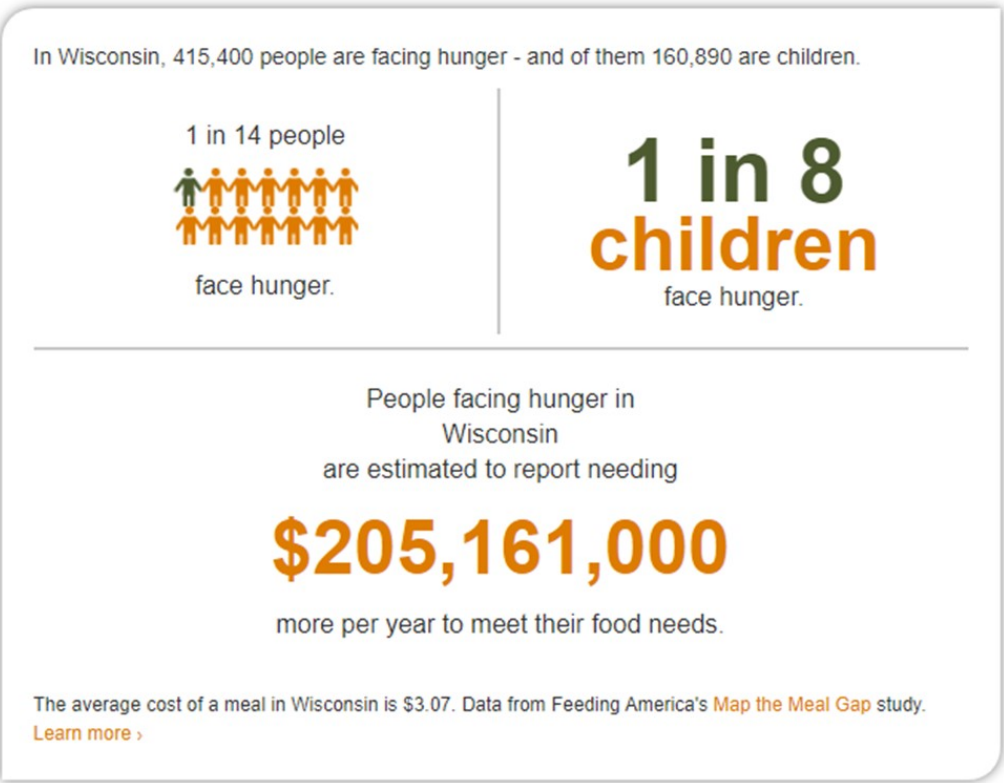 In Wisconsin, 415,400 people are facing hunger - and of them 160,890 are children.
1 in 14 people
face hunger.
1 in 8
children
face hunger.
People facing hunger in
Wisconsin
are estimated to report needing
$205,161,000
more per year to meet their food needs.
The average cost of a meal in Wisconsin is $3.07. Data from Feeding America's Map the Meal Gap study.
Learn more ›